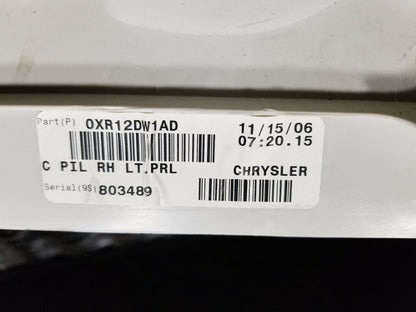 Part(P) 0XR12DW1AD 11/15/06
07:20.15
C PIL RH LT.PRL CHRYSLER
Serial(9S) 803489